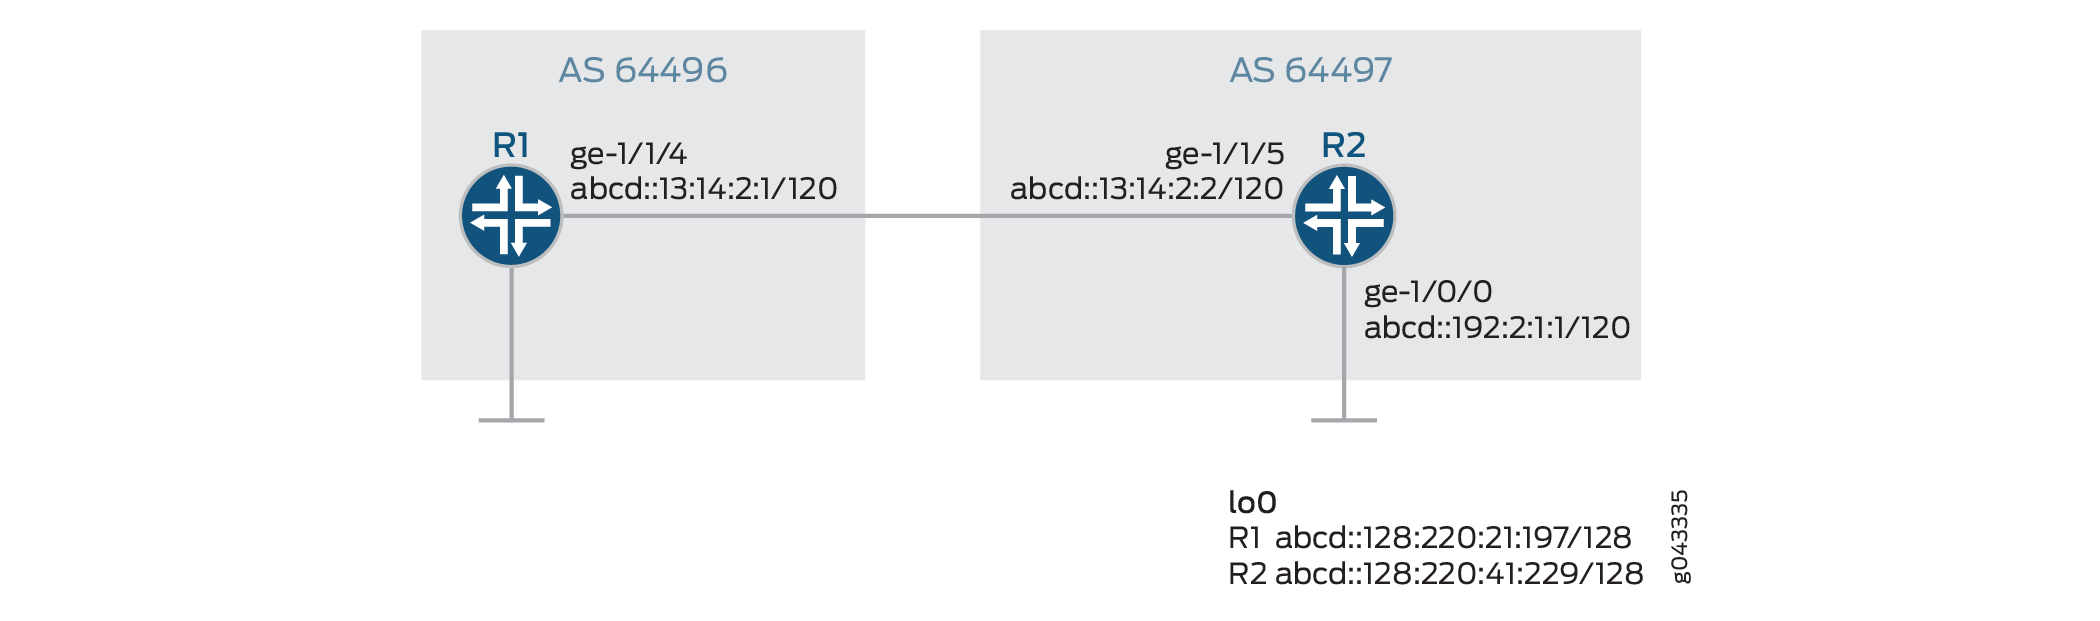 AS 64496
AS 64497
R1
ge-1/1/4
abcd::13:14:2:1/120
ge-1/1/5
abcd::13:14:2:2/120
R2
ge-1/0/0
abcd::192:2:1:1/120
lo0
R1 abcd::128:220:21:197/128
R2 abcd::128:220:41:229/128
g043335